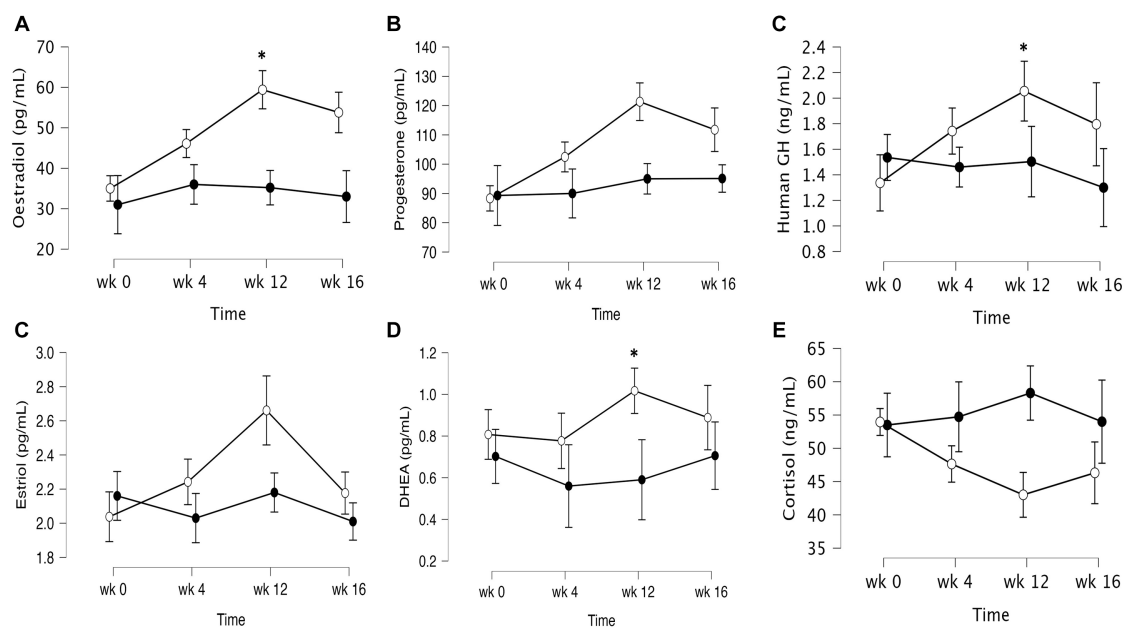 A
Oestradiol (pg/mL)
70
60
50
40
30
20
*
wk 0 wk 4 wk 12 wk 16
Time
B
Progesterone (pg/mL)
140
130
120
110
100
90
80
70
wk 0 wk 4 wk 12 wk 16
Time
C
Human GH (ng/mL)
2.4
2.2
2.0
1.8
1.6
1.4
1.2
1.0
0.8
*
wk 0 wk 4 wk 12 wk 16
Time
C
Estriol (pg/mL)
3.0
2.8
2.6
2.4
2.2
2.0
1.8
wk 0 wk 4 wk 12 wk 16
Time
D
DHEA (pg/mL)
1.2
1.0
0.8
0.6
0.4
0.2
*
wk 0 wk 4 wk 12 wk 16
Time
E
Cortisol (ng/mL)
65
60
55
50
45
40
35
wk 0 wk 4 wk 12 wk 16
Time